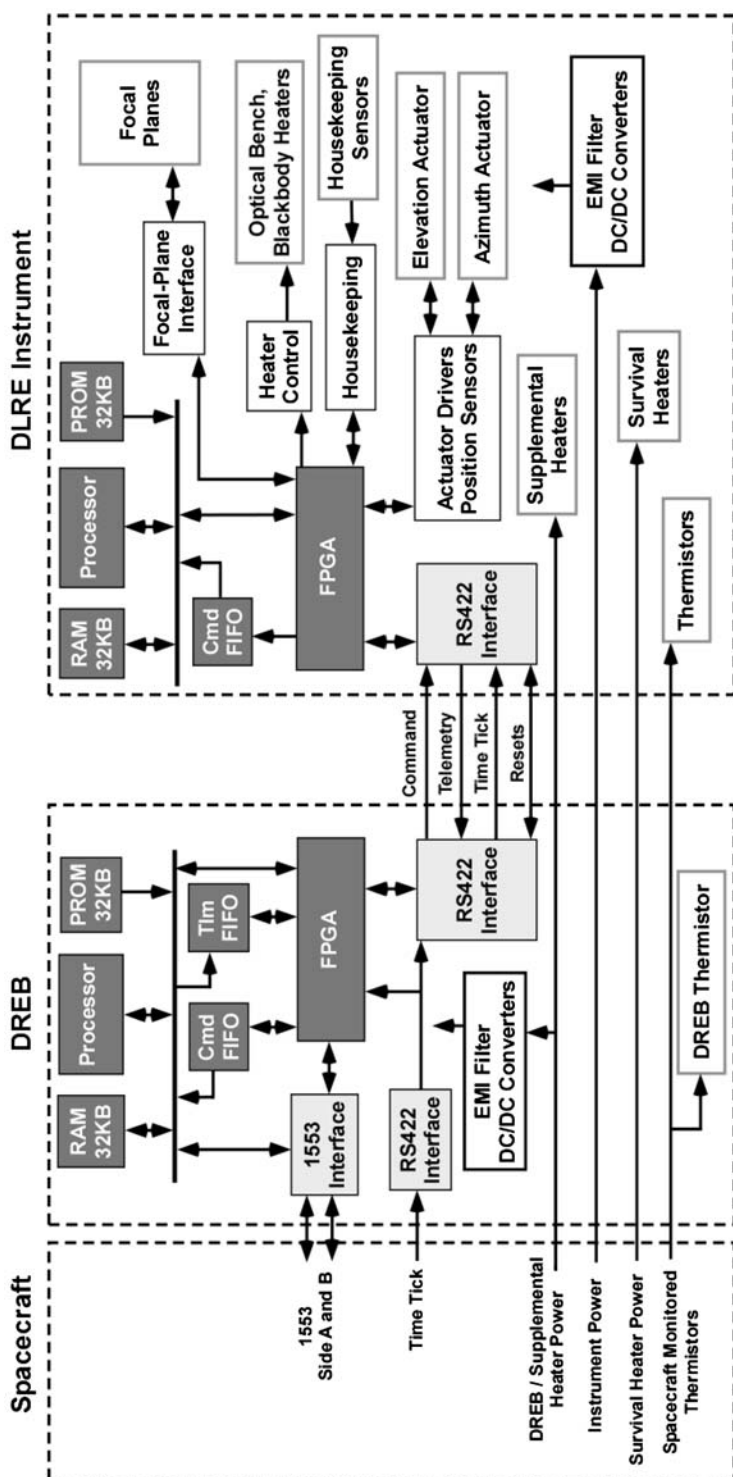 Spacecraft
1553
Side A and B
Time Tick
DREB / Supplemental
Heater Power
Instrument Power
Survival Heater Power
Spacecraft Monitored
Thermistors
DREB
RAM
32KB
Processor
PROM
32KB
Cmd
FIFO
Tlm
FIFO
1553
Interface
FPGA
RS422
Interface
RS422
Interface
EMI Filter
DC/DC Converters
DREB Thermistor
Command
Telemetry
Time Tick
Resets
DLRE Instrument
RAM
32KB
Processor
PROM
32KB
Cmd
FIFO
FPGA
RS422
Interface
Focal-Plane
Interface
Focal
Planes
Heater
Control
Optical Bench,
Blackbody Heaters
Housekeeping
Housekeeping
Sensors
Actuator Drivers
Position Sensors
Elevation Actuator
Azimuth Actuator
Supplemental
Heaters
EMI Filter
DC/DC Converters
Survival
Heaters
Thermistors